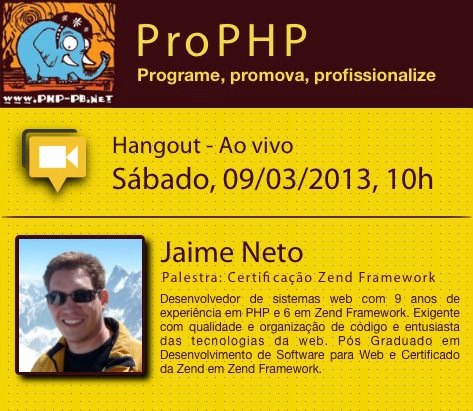 ProPHP
Programe, promova, profissionalize
www.PHP-PB.NET
Hangout - Ao vivo
Sábado, 09/03/2013, 10h
Jaime Neto
Palestra: Certificação Zend Framework
Desenvolvedor de sistemas web com 9 anos de
experiência em PHP e 6 em Zend Framework. Exigente
com qualidade e organização de código e entusiasta
das tecnologias da web. Pós Graduado em
Desenvolvimento de Software para Web e Certificado
da Zend em Zend Framework.